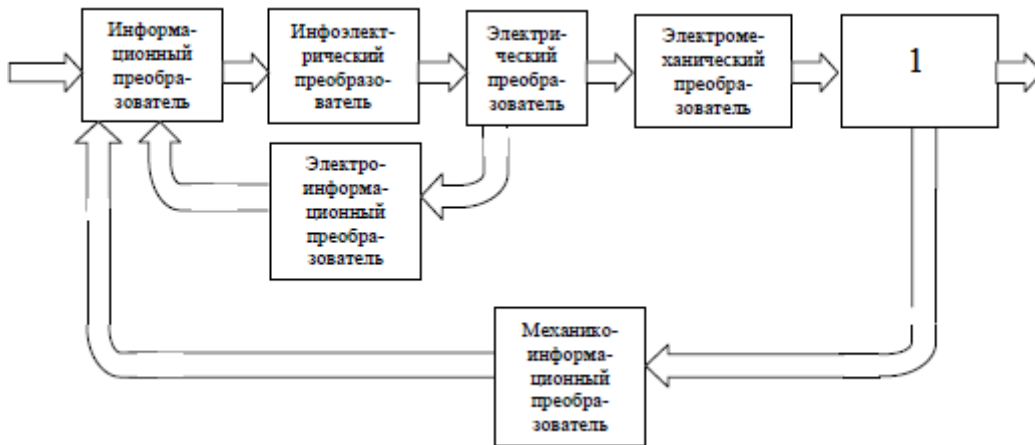 Информа-
ционный
преобра-
зователь
Инфоэлект-
рический
преобразо-
ватель
Электри-
ческий
преобра-
зователь
Электроме-
ханический
преобра-
зователь
1
Электро-
информа-
ционный
преобра-
зователь
Механико-
информа-
ционный
преобра-
зователь